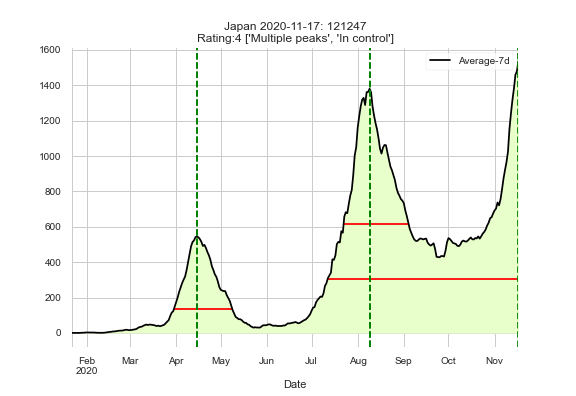 Japan 2020-11-17: 121247
Rating:4 ['Multiple peaks', 'In control']
Average-7d
1600
1400
1200
1000
800
600
400
200
0
Feb Mar Apr May Jun Jul Aug Sep Oct Nov
2020
Date